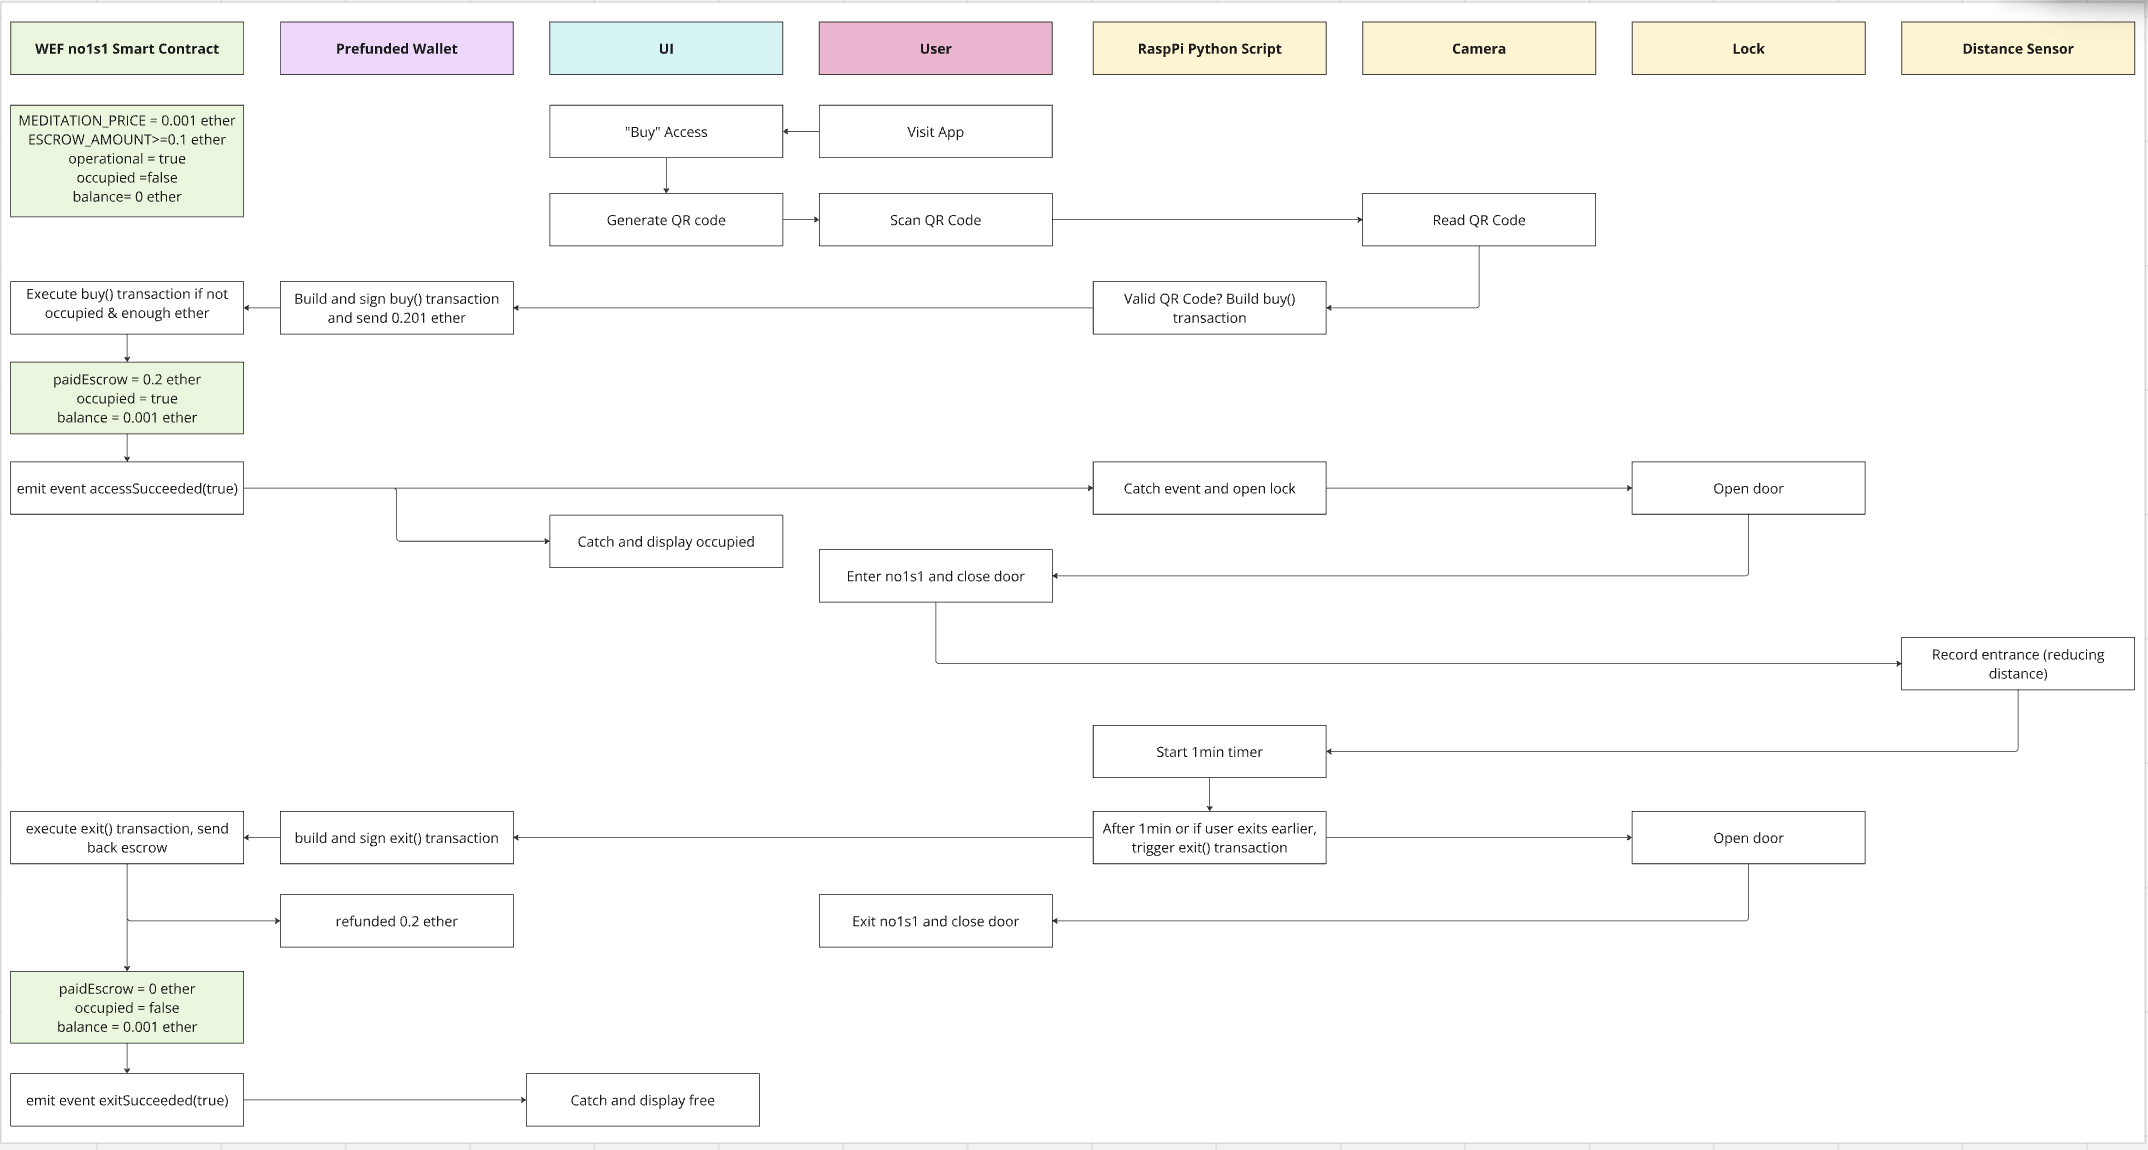 WEF no1s1 Smart Contract
Prefunded Wallet
UI
User
RaspPi Python Script
Camera
Lock
Distance Sensor
MEDITATION_PRICE = 0.001 ether
ESCROW_AMOUNT>=0.1 ether
operational = true
occupied =false
balance= 0 ether
"Buy" Access
Visit App
Generate QR code
Scan QR Code
Read QR Code
Execute buy() transaction if not
occupied & enough ether
Build and sign buy() transaction
and send 0.201 ether
Valid QR Code? Build buy()
transaction
paidEscrow = 0.2 ether
occupied = true
balance = 0.001 ether
emit event accessSucceeded(true)
Catch event and open lock
Open door
Catch and display occupied
Enter no1s1 and close door
Record entrance (reducing
distance)
Start 1min timer
execute exit() transaction, send
back escrow
build and sign exit() transaction
After 1min or if user exits earlier,
trigger exit() transaction
Open door
refunded 0.2 ether
Exit no1s1 and close door
paidEscrow = 0 ether
occupied = false
balance = 0.001 ether
emit event exitSucceeded(true)
Catch and display free